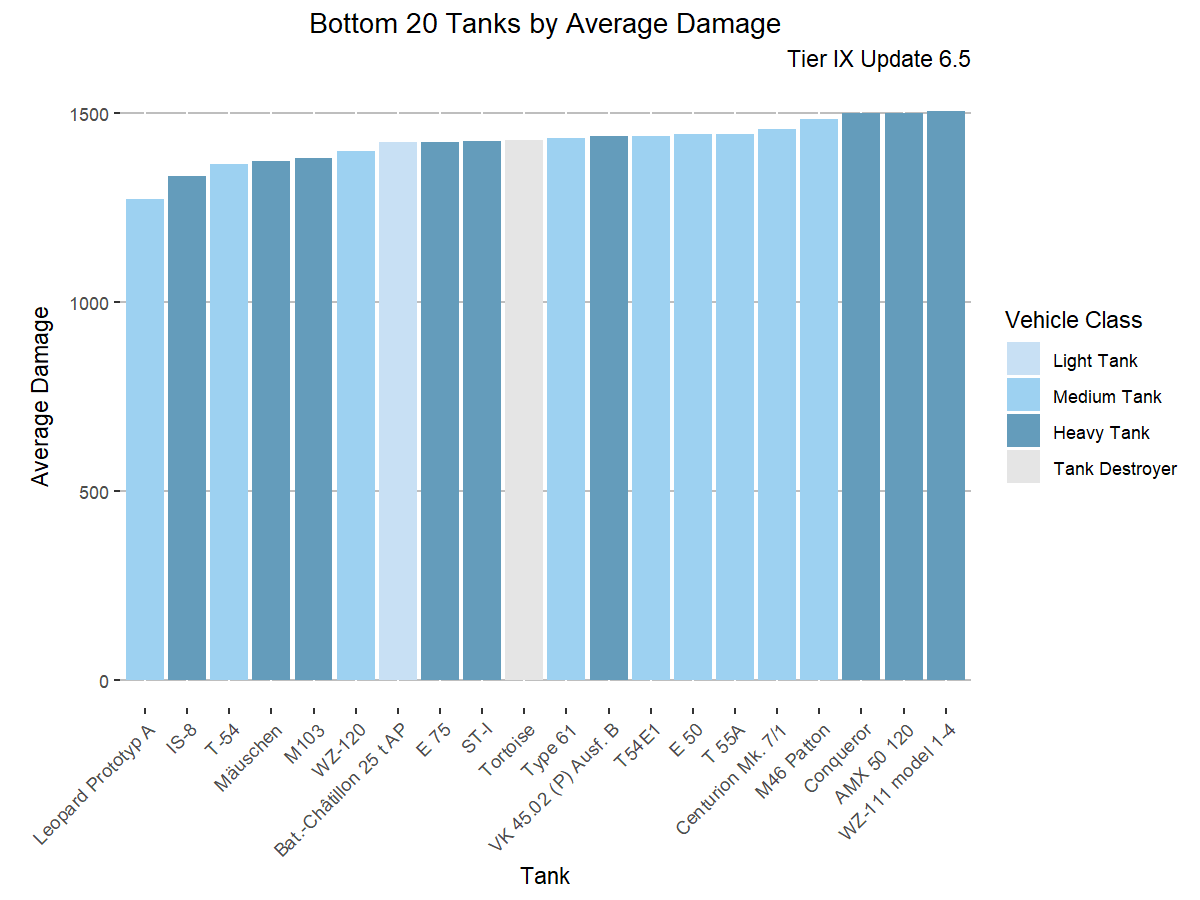 Bottom 20 Tanks by Average Damage
Tier IX Update 6.5
1500
1000
500
0
Average Damage
Leopard Prototyp A
IS-8
T-54
Mäuschen
M103
WZ-120
Bat.-Châtillon 25 t AP
E 75
ST-I
Tortoise
Type 61
VK 45.02 (P) Ausf. B
T54E1
E 50
T 55A
Centurion Mk. 7/1
M46 Patton
Conqueror
AMX 50 120
WZ-111 model 1-4
Tank
Vehicle Class
Light Tank
Medium Tank
Heavy Tank
Tank Destroyer